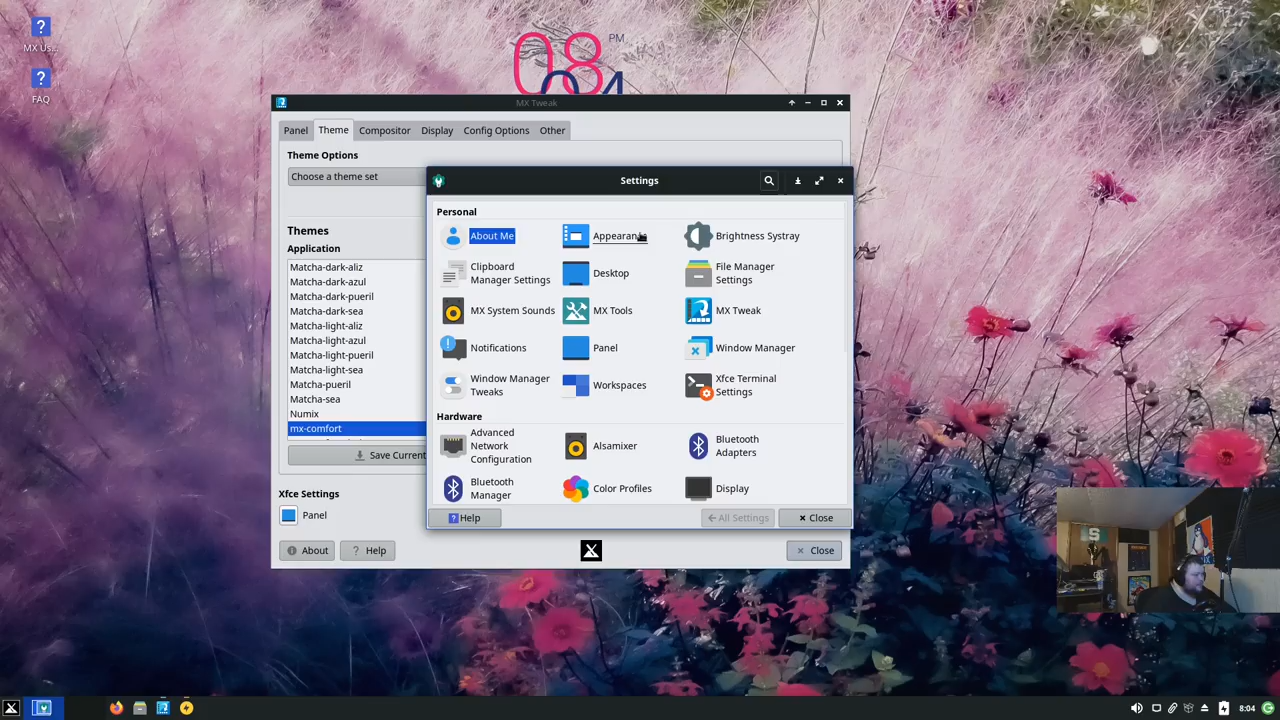 MX Us...
FAQ
08
PM
04
MX Tweak
Panel
Theme
Compositor
Display
Config Options
Other
Theme Options
Choose a theme set
Themes
Application
Matcha-dark-aliz
Matcha-dark-azul
Matcha-dark-pueril
Matcha-dark-sea
Matcha-light-aliz
Matcha-light-azul
Matcha-light-pueril
Matcha-light-sea
Matcha-pueril
Matcha-sea
Numix
mx-comfort
Save Current
Xfce Settings
Panel
About
Help
Close
Settings
Personal
About Me
Appearan
Brightness Systray
Clipboard
Manager Settings
Desktop
File Manager
Settings
MX System Sounds
MX Tools
MX Tweak
Notifications
Panel
Window Manager
Window Manager
Tweaks
Workspaces
Xfce Terminal
Settings
Hardware
Advanced
Network
Configuration
Alsamixer
Bluetooth
Adapters
Bluetooth
Manager
Color Profiles
Display
Help
All Settings
Close
8:04